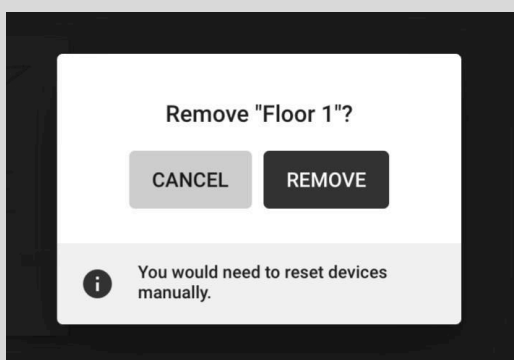 Remove "Floor 1"?
CANCEL REMOVE
You would need to reset devices
manually.